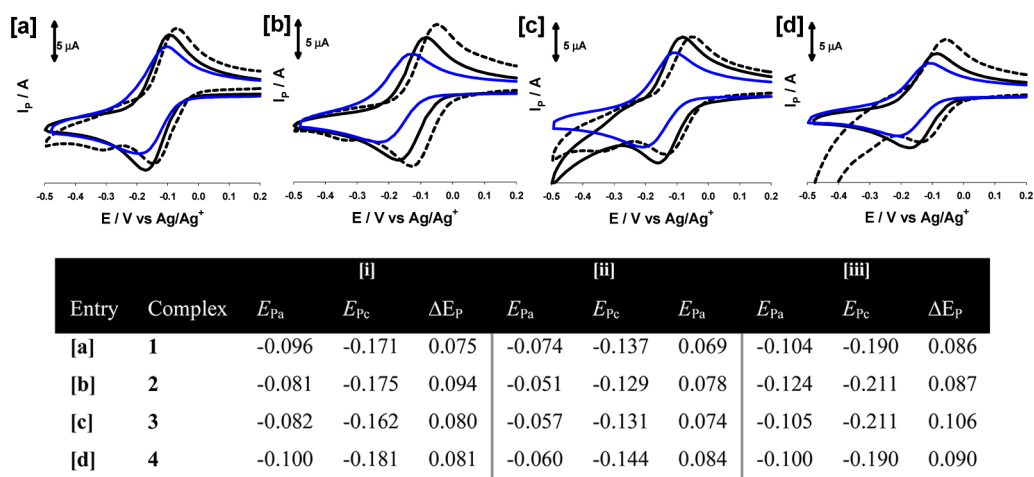 [a] [b] [c] [d]
5 µA 5 µA 5 µA 5 µA
I_P / A I_P / A I_P / A I_P / A
-0.5 -0.4 -0.3 -0.2 -0.1 0.0 0.1 0.2 -0.5 -0.4 -0.3 -0.2 -0.1 0.0 0.1 0.2 -0.5 -0.4 -0.3 -0.2 -0.1 0.0 0.1 0.2 -0.5 -0.4 -0.3 -0.2 -0.1 0.0 0.1 0.2
E / V vs Ag/Ag⁺ E / V vs Ag/Ag⁺ E / V vs Ag/Ag⁺ E / V vs Ag/Ag⁺
[i] [ii] [iii]
Entry Complex E_Pa E_Pc ΔE_P E_Pa E_Pc E_Pa E_Pa E_Pc ΔE_P
[a] 1 -0.096 -0.171 0.075 -0.074 -0.137 0.069 -0.104 -0.190 0.086
[b] 2 -0.081 -0.175 0.094 -0.051 -0.129 0.078 -0.124 -0.211 0.087
[c] 3 -0.082 -0.162 0.080 -0.057 -0.131 0.074 -0.105 -0.211 0.106
[d] 4 -0.100 -0.181 0.081 -0.060 -0.144 0.084 -0.100 -0.190 0.090